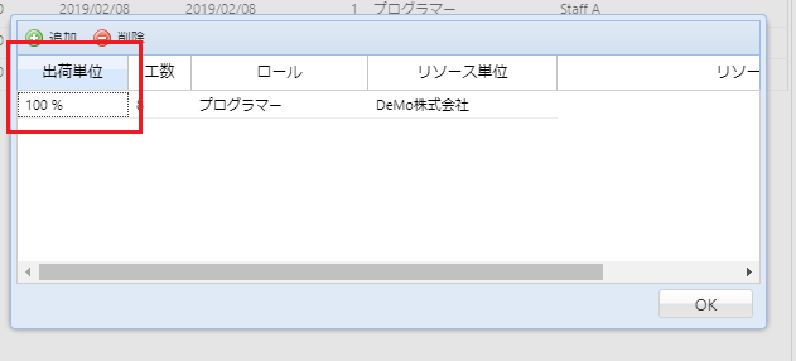 2019/02/08 2019/02/08 1 プログラマー Staff A
追加 削除
出荷単位 工数 ロール リソース単位 リソー
100 % 8 プログラマー DeMo株式会社
OK